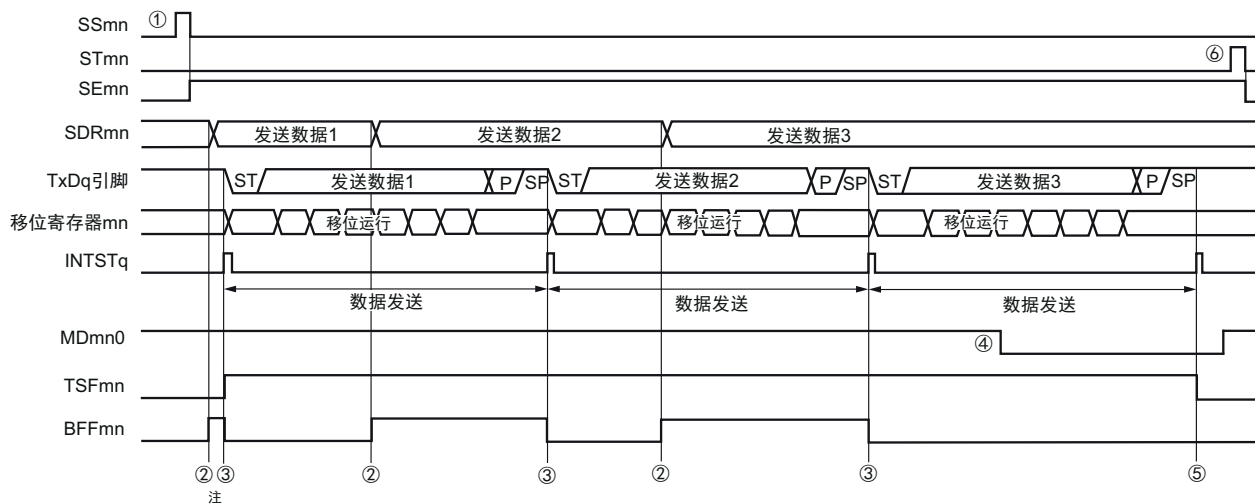 SSmn ①
STmn ⑥
SEmn
SDRmn 发送数据1 发送数据2 发送数据3
TxDq引脚 ST 发送数据1 P SP ST 发送数据2 P SP ST 发送数据3 P SP
移位寄存器mn 移位运行 移位运行 移位运行
INTSTq
数据发送 数据发送 数据发送
MDmn0 ④
TSFmn
BFFmn
② ③ ② ③ ② ③ ⑤
注